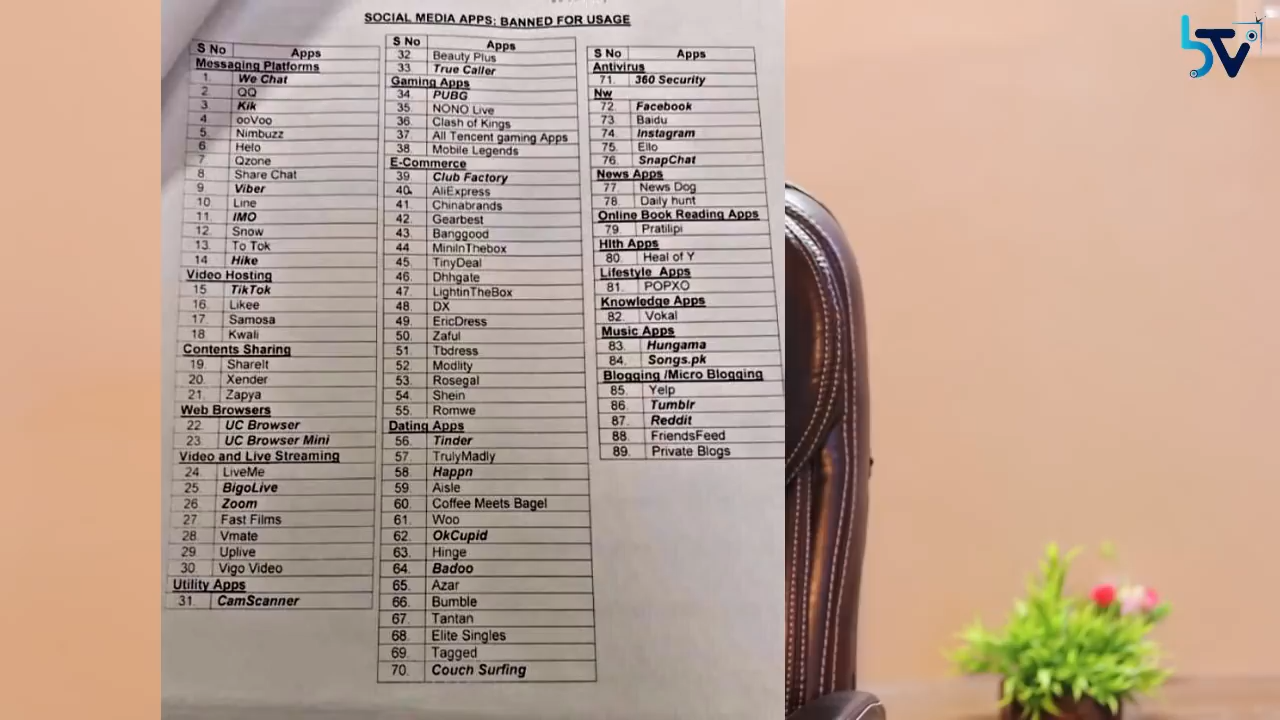 SOCIAL MEDIA APPS: BANNED FOR USAGE
S No Apps
Messaging Platforms
1. We Chat
2 QQ
3 Kik
4 ooVoo
5. Nimbuzz
6 Helo
7 Qzone
8 Share Chat
9 Viber
10 Line
11. IMO
12. Snow
13. To Tok
14 Hike
Video Hosting
15 TikTok
16. Likee
17. Samosa
18 Kwali
Contents Sharing
19. ShareIt
20. Xender
21. Zapya
Web Browsers
22 UC Browser
23. UC Browser Mini
Video and Live Streaming
24. LiveMe
25. BigoLive
26. Zoom
27 Fast Films
28. Vmate
29. Uplive
30. Vigo Video
Utility Apps
31. CamScanner
S No Apps
32 Beauty Plus
33. True Caller
Gaming Apps
34. PUBG
35. NONO Live
36. Clash of Kings
37. All Tencent gaming Apps
38. Mobile Legends
E-Commerce
39. Club Factory
40. AliExpress
41. Chinabrands
42. Gearbest
43. Banggood
44 MiniInThebox
45. TinyDeal
46. Dhhgate
47. LightinTheBox
48. DX
49. EricDress
50. Zaful
51. Tbdress
52. Modlity
53. Rosegal
54. Shein
55. Romwe
Dating Apps
56. Tinder
57. TrulyMadly
58. Happn
59. Aisle
60. Coffee Meets Bagel
61. Woo
62. OkCupid
63. Hinge
64. Badoo
65. Azar
66. Bumble
67. Tantan
68. Elite Singles
69. Tagged
70. Couch Surfing
S No Apps
Antivirus
71. 360 Security
Nw
72. Facebook
73. Baidu
74. Instagram
75. Ello
76. SnapChat
News Apps
77. News Dog
78. Daily hunt
Online Book Reading Apps
79. Pratilipi
Hlth Apps
80. Heal of Y
Lifestyle Apps
81. POPXO
Knowledge Apps
82. Vokal
Music Apps
83. Hungama
84. Songs.pk
Blogging /Micro Blogging
85. Yelp
86. Tumblr
87. Reddit
88. FriendsFeed
89. Private Blogs
bTV